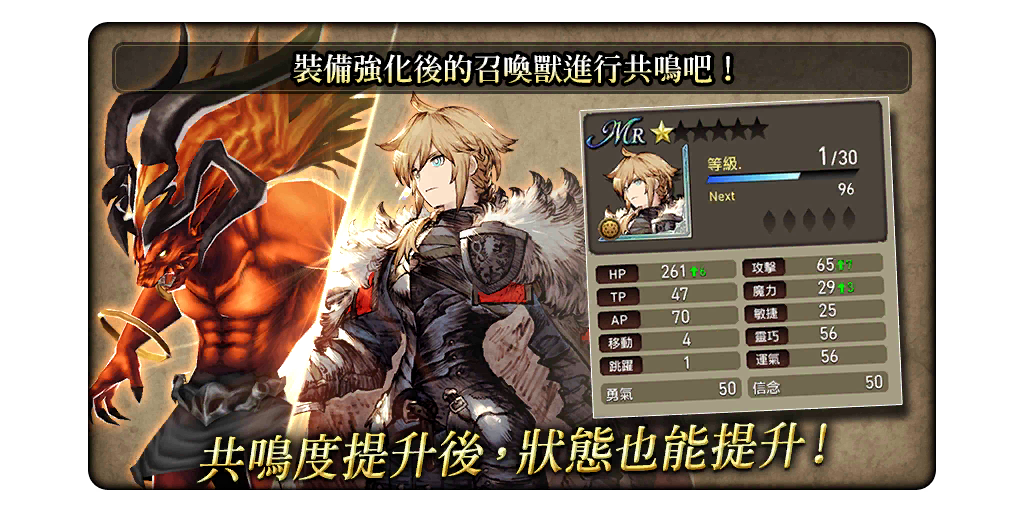 裝備強化後的召喚獸進行共鳴吧！
MR
等級. 1/30
Next 96
HP 261↑6 攻擊 65↑7
TP 47 魔力 29↑3
AP 70 敏捷 25
移動 4 靈巧 56
跳躍 1 運氣 56
勇氣 50 信念 50
共鳴度提升後，狀態也能提升！